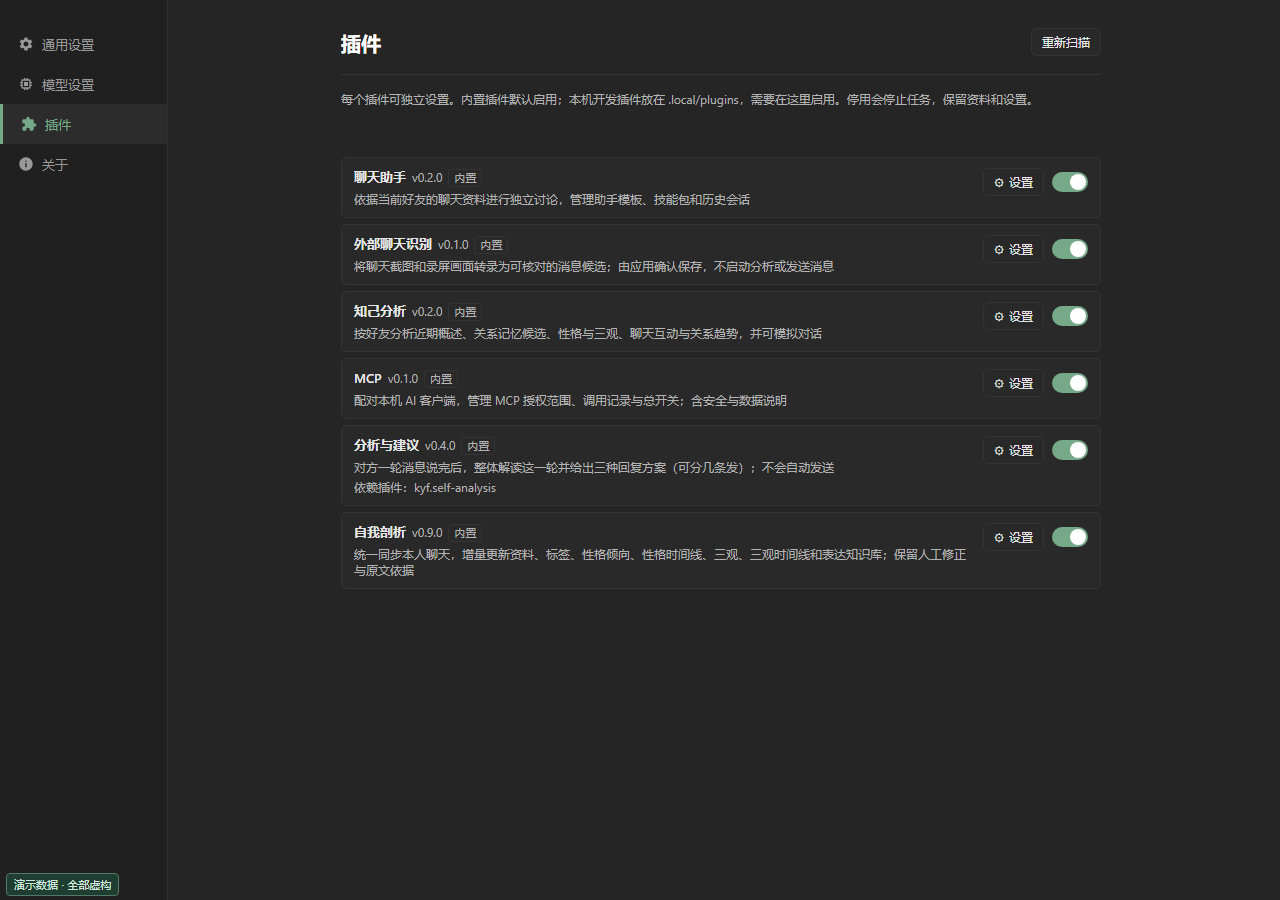 通用设置
模型设置
插件
关于
演示数据 · 全部虚构
插件
重新扫描
每个插件可独立设置。内置插件默认启用；本机开发插件放在 .local/plugins，需要在这里启用。停用会停止任务，保留资料和设置。
聊天助手 v0.2.0 内置
设置
依据当前好友的聊天资料进行独立讨论，管理助手模板、技能包和历史会话
外部聊天识别 v0.1.0 内置
设置
将聊天截图和录屏画面转录为可核对的消息候选；由应用确认保存，不启动分析或发送消息
知己分析 v0.2.0 内置
设置
按好友分析近期概述、关系记忆候选、性格与三观、聊天互动与关系趋势，并可模拟对话
MCP v0.1.0 内置
设置
配对本机 AI 客户端，管理 MCP 授权范围、调用记录与总开关；含安全与数据说明
分析与建议 v0.4.0 内置
设置
对方一轮消息说完后，整体解读这一轮并给出三种回复方案（可分几条发）；不会自动发送
依赖插件：kyf.self-analysis
自我剖析 v0.9.0 内置
设置
统一同步本人聊天，增量更新资料、标签、性格倾向、性格时间线、三观、三观时间线和表达知识库；保留人工修正
与原文依据